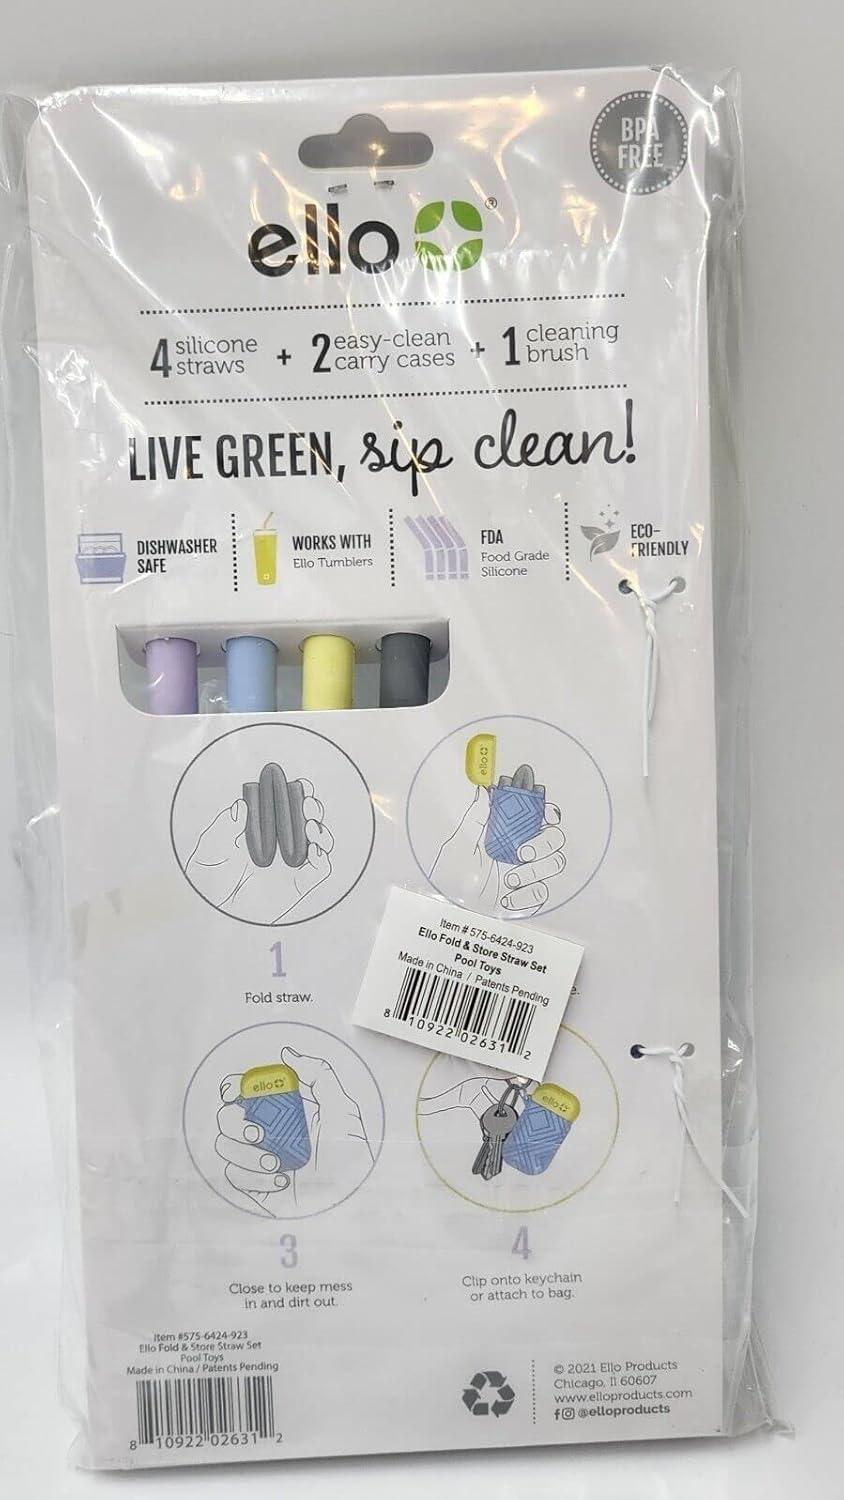 BPA
FREE
ello®
4 silicone straws + 2 easy-clean carry cases + 1 cleaning brush
LIVE GREEN, sip clean!
DISHWASHER
SAFE
WORKS WITH
Ello Tumblers
FDA
Food Grade
Silicone
ECO-
FRIENDLY
ello
1
Fold straw.
Item # 575-6424-923
Ello Fold & Store Straw Set
Pool Toys
Made in China / Patents Pending
8 10922 02631 2
ello
ello
3
Close to keep mess
in and dirt out.
4
Clip onto keychain
or attach to bag.
Item #575-6424-923
Ello Fold & Store Straw Set
Pool Toys
Made in China / Patents Pending
8 10922 02631 2
© 2021 Ello Products
Chicago, Il 60607
www.elloproducts.com
@elloproducts